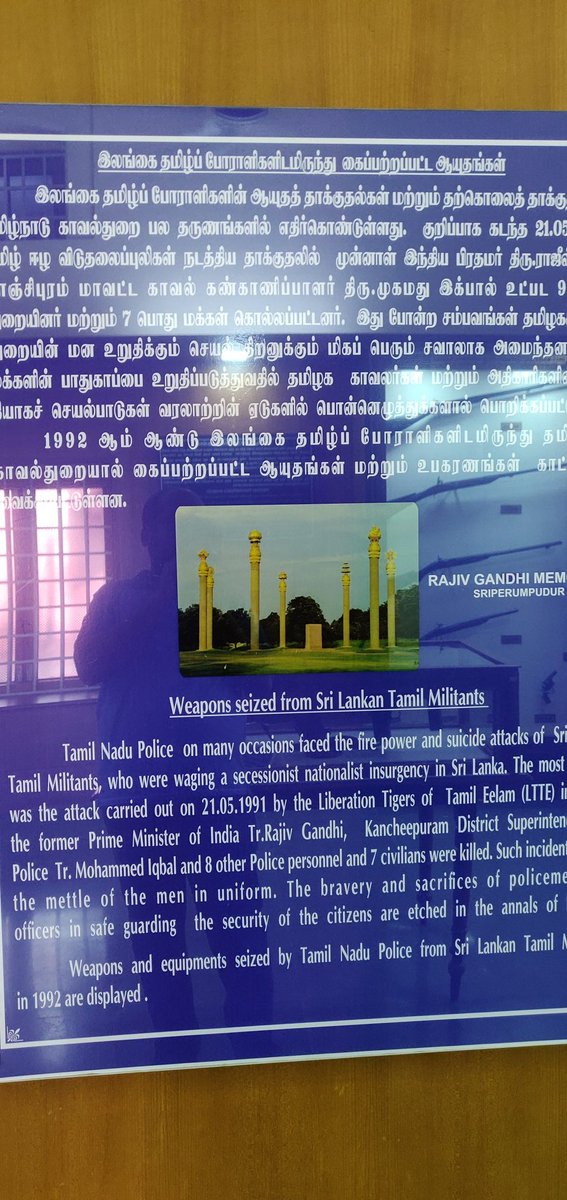 இலங்கை தமிழ்ப் போராளிகளிடமிருந்து கைப்பற்றப்பட்ட ஆயுதங்கள்
இலங்கை தமிழ்ப் போராளிகளின் ஆயுதத் தாக்குதல்கள் மற்றும் தற்கொலைத் தாக்கு
மிழ்நாடு காவல்துறை பல தருணங்களில் எதிர்கொண்டுள்ளது. குறிப்பாக கடந்த 21.05
மிழ் ஈழ விடுதலைப்புலிகள் நடத்திய தாக்குதலில் முன்னாள் இந்திய பிரதமர் திரு.ராஜீவ்
ாஞ்சிபுரம் மாவட்ட காவல் கண்காணிப்பாளர் திரு.முகமது இக்பால் உட்பட 9
துறையினர் மற்றும் 7 பொது மக்கள் கொல்லப்பட்டனர். இது போன்ற சம்பவங்கள் தமிழக
துறையின் மன உறுதிக்கும் செயல் திறனுக்கும் மிகப் பெரும் சவாலாக அமைந்தன
க்களின் பாதுகாப்பை உறுதிப்படுத்துவதில் தமிழக காவலர்கள் மற்றும் அதிகாரிகளின்
ியாகச் செயல்பாடுகள் வரலாற்றின் ஏடுகளில் பொன்னெழுத்துக்களால் பொறிக்கப்பட்
1992 ஆம் ஆண்டு இலங்கை தமிழ்ப் போராளிகளிடமிருந்து தமி
காவல்துறையால் கைப்பற்றப்பட்ட ஆயுதங்கள் மற்றும் உபகரணங்கள் காட்
வைக்கப்பட்டுள்ளன.
RAJIV GANDHI MEMO
SRIPERUMPUDUR
Weapons seized from Sri Lankan Tamil Militants
Tamil Nadu Police on many occasions faced the fire power and suicide attacks of Sri
Tamil Militants, who were waging a secessionist nationalist insurgency in Sri Lanka. The most
was the attack carried out on 21.05.1991 by the Liberation Tigers of Tamil Eelam (LTTE) in
the former Prime Minister of India Tr.Rajiv Gandhi, Kancheepuram District Superinten
Police Tr. Mohammed Iqbal and 8 other Police personnel and 7 civilians were killed. Such incident
the mettle of the men in uniform. The bravery and sacrifices of policeme
officers in safe guarding the security of the citizens are etched in the annals of
Weapons and equipments seized by Tamil Nadu Police from Sri Lankan Tamil M
in 1992 are displayed .